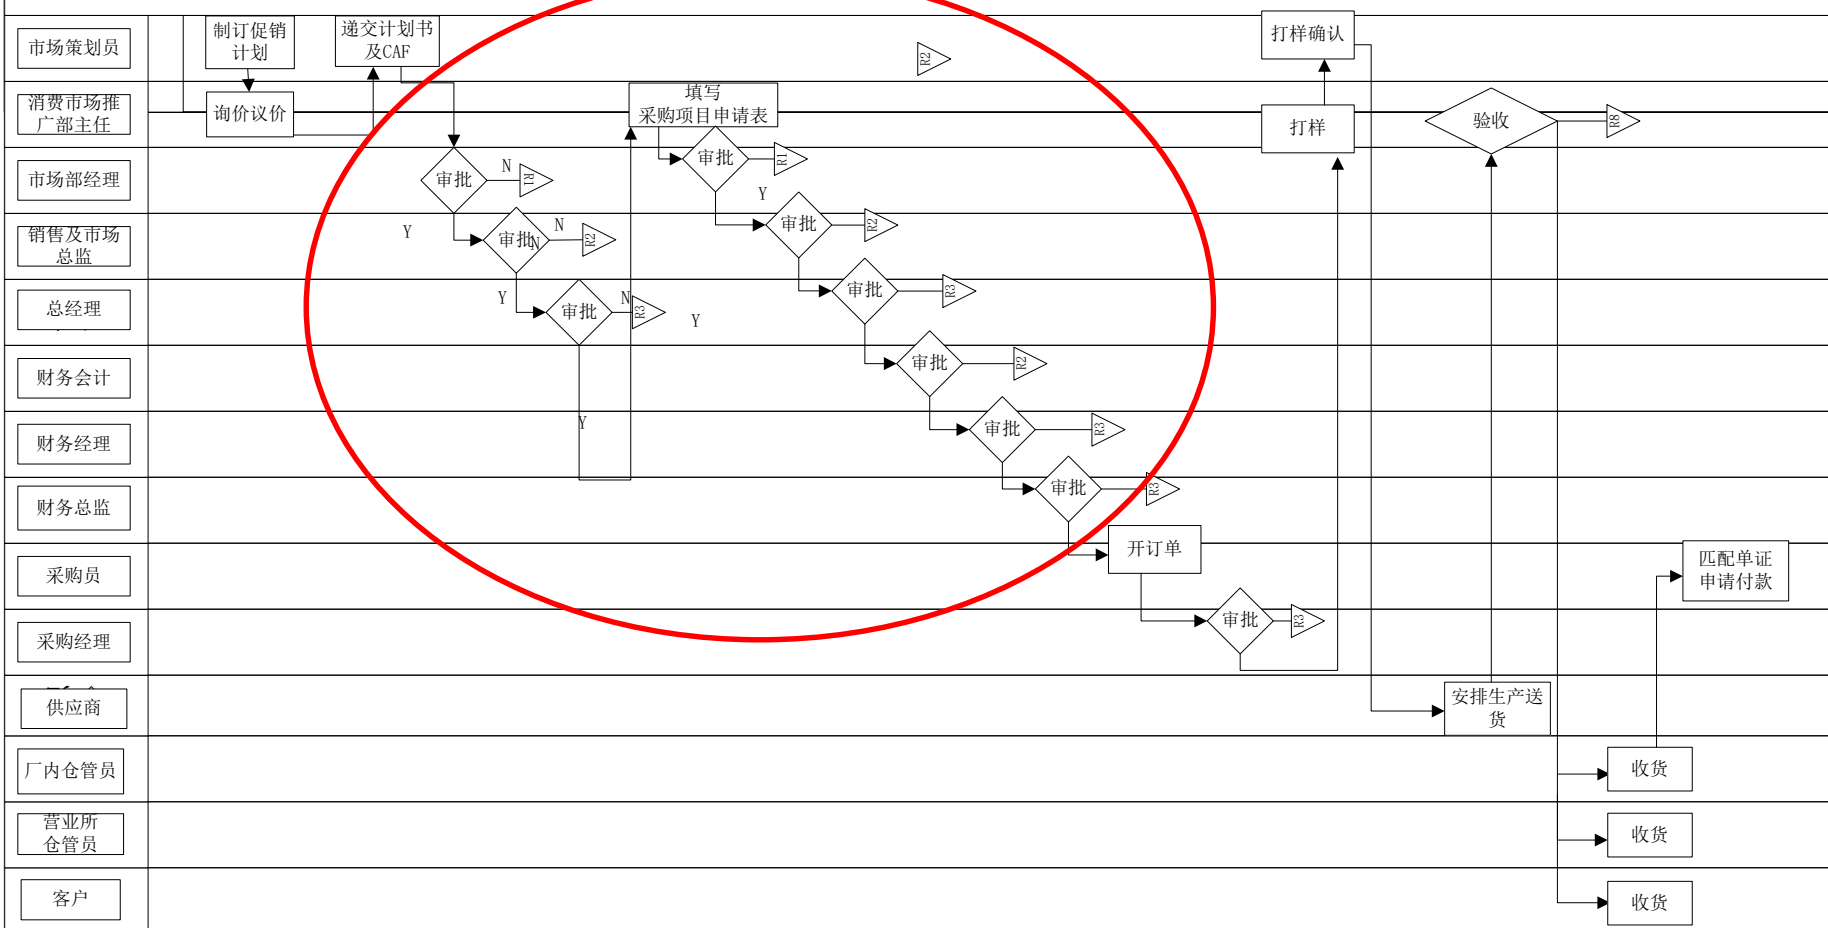 市场策划员
制订促销
计划
递交计划书
及CAF
R2
打样确认
消费市场推
广部主任
询价议价
填写
采购项目申请表
打样
验收
R8
市场部经理
审批
N
R1
审批
R1
Y
销售及市场
总监
Y
审批
N
N
R2
审批
R2
总经理
Y
审批
N
R3
Y
审批
R3
财务会计
审批
R2
财务经理
Y
审批
R3
财务总监
审批
R3
采购员
开订单
匹配单证
申请付款
采购经理
审批
R3
供应商
安排生产送
货
厂内仓管员
收货
营业所
仓管员
收货
客户
收货